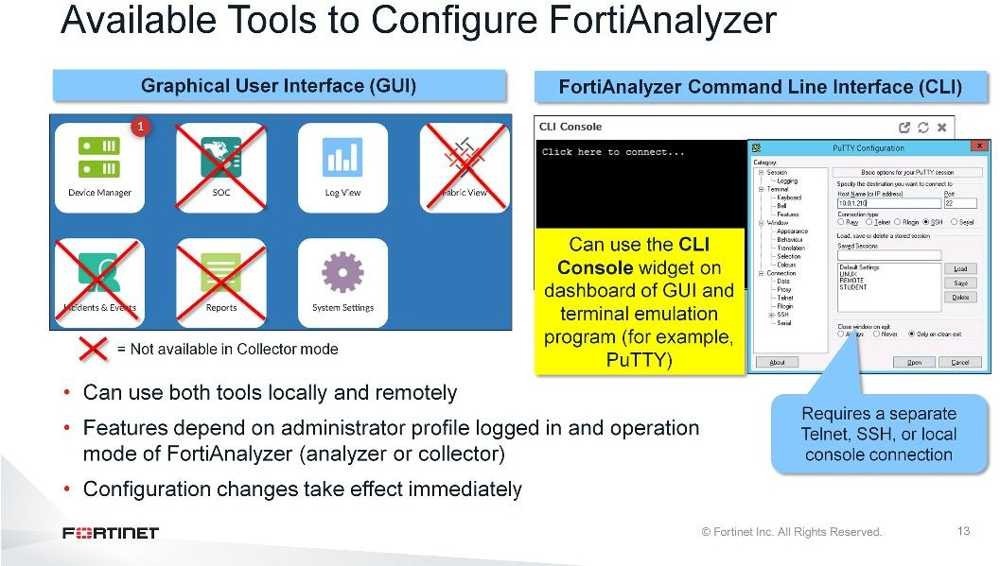 Available Tools to Configure FortiAnalyzer
Graphical User Interface (GUI)
1
Device Manager
SOC
Log View
Fabric View
Incidents & Events
Reports
System Settings
= Not available in Collector mode
FortiAnalyzer Command Line Interface (CLI)
CLI Console
Click here to connect...
PuTTY Configuration
Category:
Session
Logging
Terminal
Keyboard
Bell
Features
Window
Appearance
Behaviour
Translation
Selection
Colours
Connection
Data
Proxy
Telnet
Rlogin
SSH
Serial
Basic options for your PuTTY session
Specify the destination you want to connect to
Host Name (or IP address) Port
10.0.1.210 22
Connection type:
Raw Telnet Rlogin SSH Serial
Load, save or delete a stored session
Saved Sessions
Default Settings
LINUX
REMOTE
STUDENT
Load
Save
Delete
Close window on exit:
Always Never Only on clean exit
About Open Cancel
Can use the CLI
Console widget on
dashboard of GUI and
terminal emulation
program (for example,
PuTTY)
Requires a separate
Telnet, SSH, or local
console connection
• Can use both tools locally and remotely
• Features depend on administrator profile logged in and operation
mode of FortiAnalyzer (analyzer or collector)
• Configuration changes take effect immediately
FORTINET
© Fortinet Inc. All Rights Reserved.
13